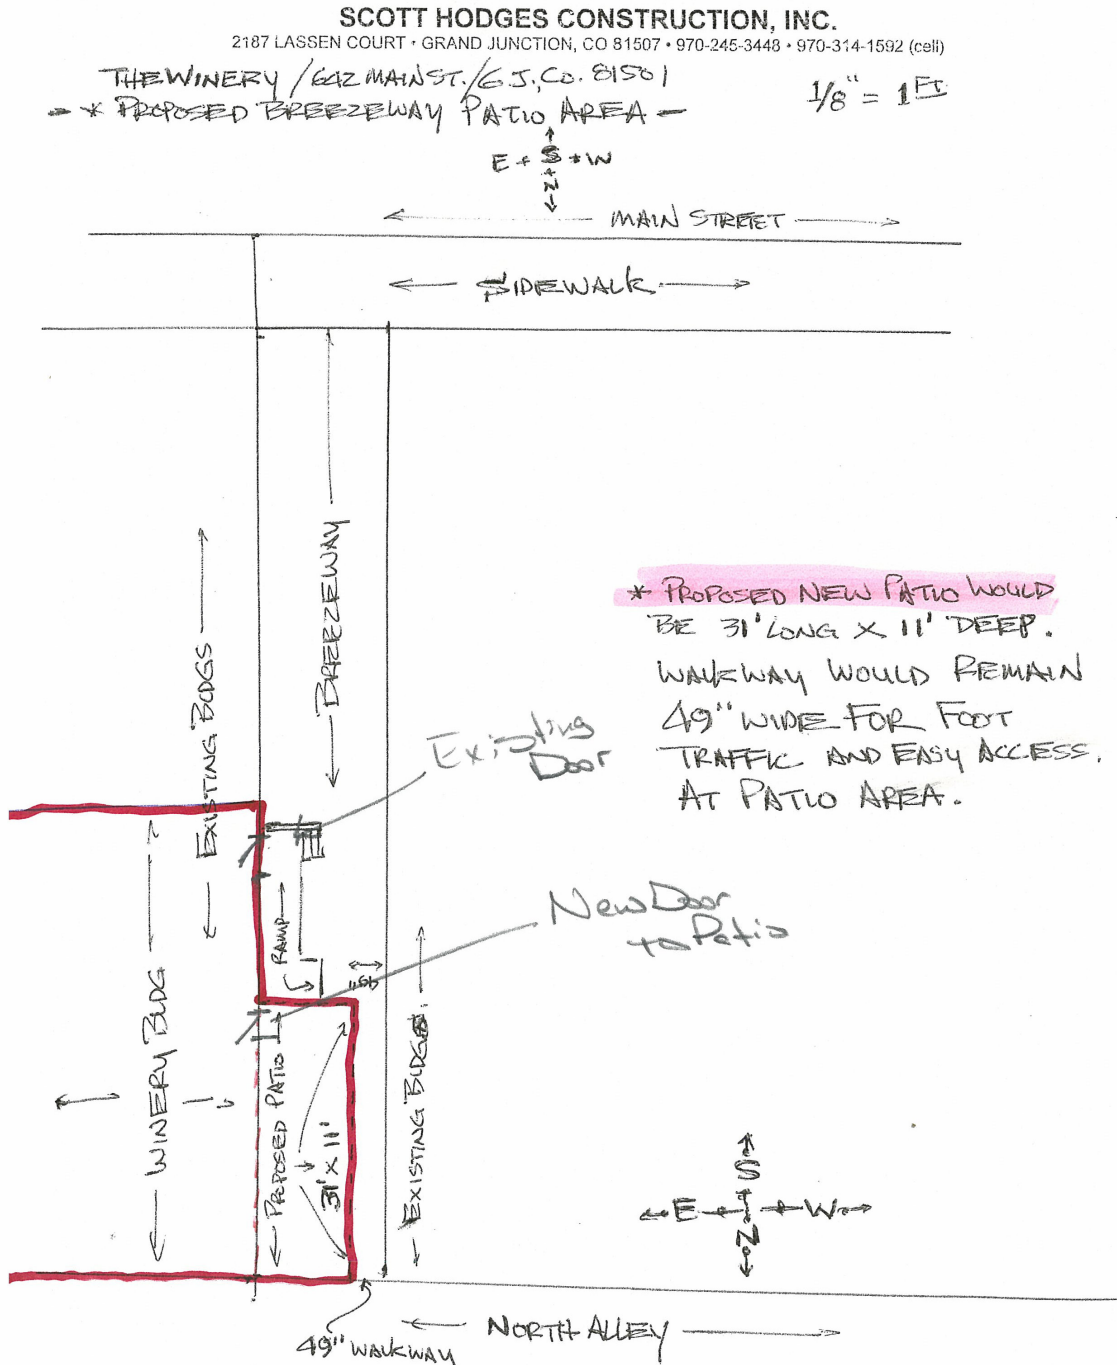 SCOTT HODGES CONSTRUCTION, INC.
2187 LASSEN COURT • GRAND JUNCTION, CO 81507 • 970-245-3448 • 970-314-1592 (cell)
THE WINERY / 642 MAIN ST. / G.J., CO. 81501
1/8" = 1 FT
- * PROPOSED BREEZEWAY PATIO AREA -
E S W
N
MAIN STREET
SIDEWALK
BREEZEWAY
EXISTING BLDGS
* PROPOSED NEW PATIO WOULD
BE 31' LONG X 11' DEEP.
WALKWAY WOULD REMAIN
49" WIDE FOR FOOT
TRAFFIC AND EASY ACCESS.
AT PATIO AREA.
Existing
Door
New Door
to Patio
RAMP
49"
WINERY BLDG
PROPOSED PATIO
31' X 11'
EXISTING BLDGS.
S
E W
N
49" WALKWAY
NORTH ALLEY